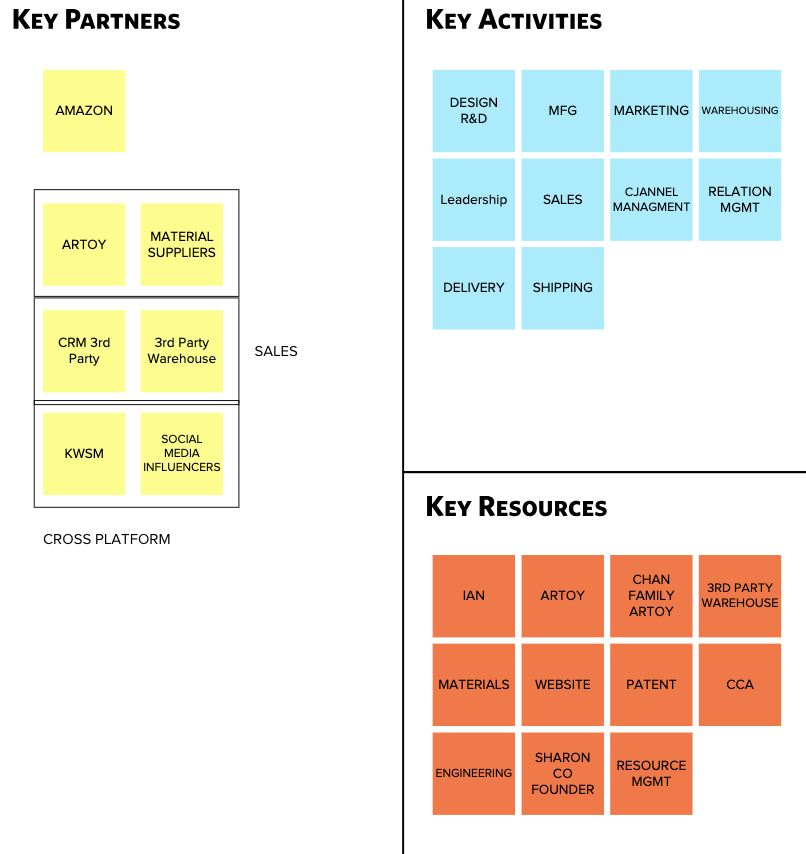 KEY PARTNERS
AMAZON
ARTOY
MATERIAL
SUPPLIERS
CRM 3rd
Party
3rd Party
Warehouse
SALES
KWSM
SOCIAL
MEDIA
INFLUENCERS
CROSS PLATFORM
KEY ACTIVITIES
DESIGN
R&D
MFG
MARKETING
WAREHOUSING
Leadership
SALES
CJANNEL
MANAGMENT
RELATION
MGMT
DELIVERY
SHIPPING
KEY RESOURCES
IAN
ARTOY
CHAN
FAMILY
ARTOY
3RD PARTY
WAREHOUSE
MATERIALS
WEBSITE
PATENT
CCA
ENGINEERING
SHARON
CO
FOUNDER
RESOURCE
MGMT